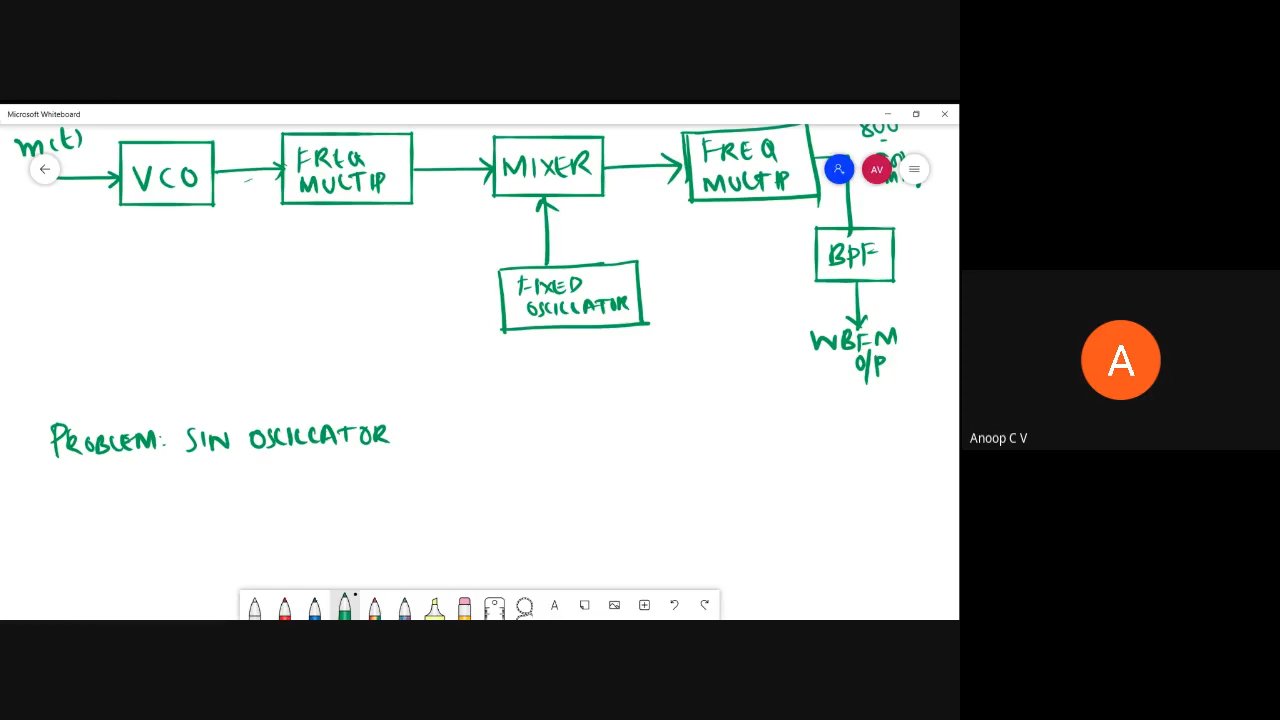 Microsoft Whiteboard
m(t)
VCO
FREQ
MULTIP
MIXER
FREQ
MULTIP
800
AV
FIXED
OSCILLATOR
BPF
WBFM
O/P
PROBLEM: SIN OSCILLATOR
A
Anoop C V
A